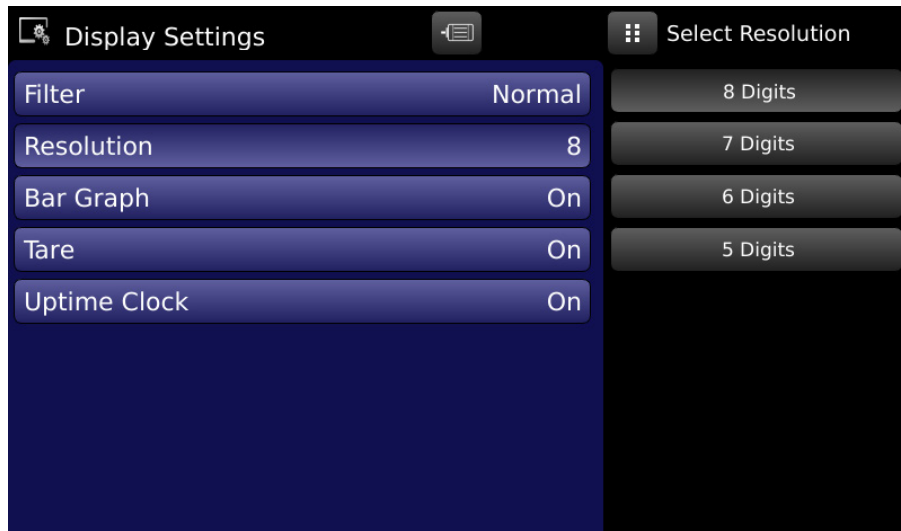 Display Settings
Select Resolution
Filter Normal
Resolution 8
Bar Graph On
Tare On
Uptime Clock On
8 Digits
7 Digits
6 Digits
5 Digits